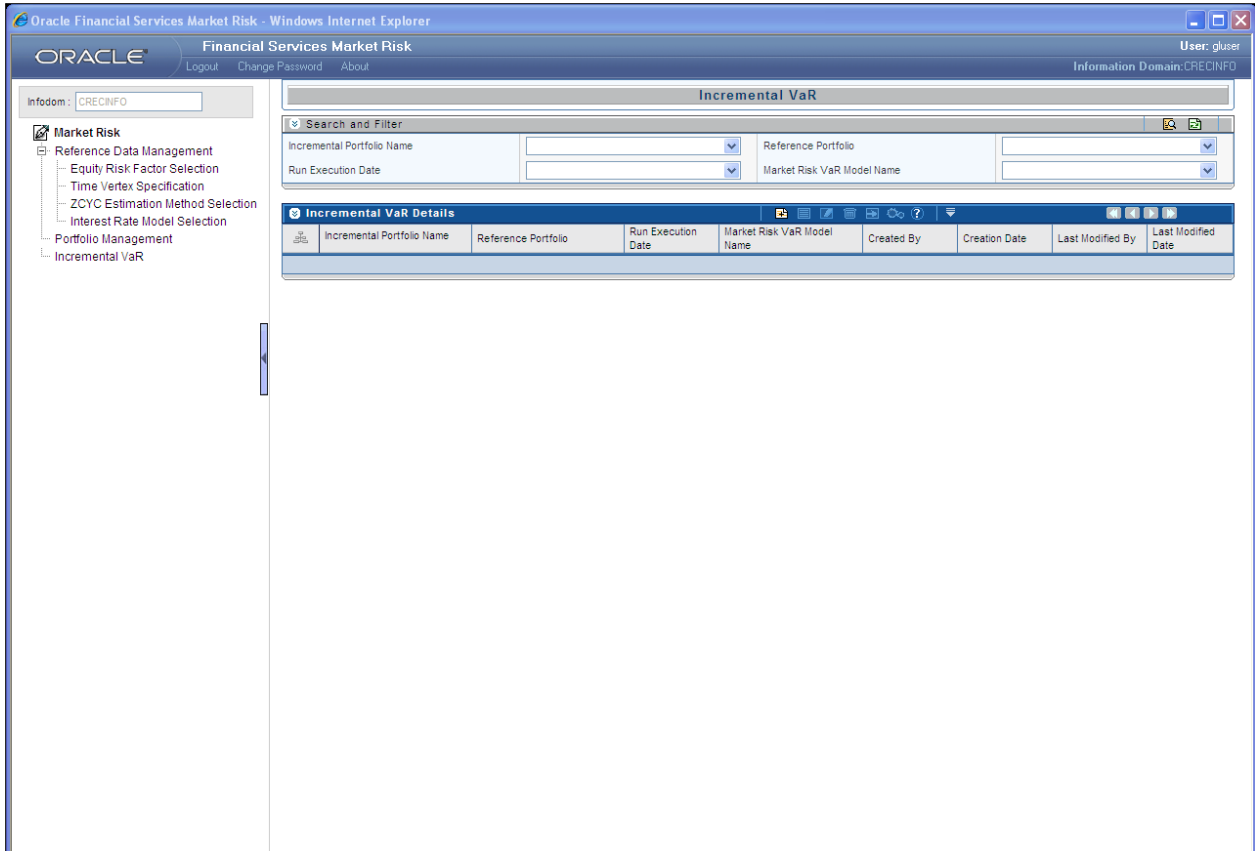 Oracle Financial Services Market Risk - Windows Internet Explorer
ORACLE
Financial Services Market Risk
User: gluser
Logout Change Password About
Information Domain:CRECINFO
Infodom : CRECINFO
Market Risk
Reference Data Management
Equity Risk Factor Selection
Time Vertex Specification
ZCYC Estimation Method Selection
Interest Rate Model Selection
Portfolio Management
Incremental VaR
Incremental VaR
Search and Filter
Incremental Portfolio Name
Reference Portfolio
Run Execution Date
Market Risk VaR Model Name
Incremental VaR Details
Incremental Portfolio Name
Reference Portfolio
Run Execution
Date
Market Risk VaR Model
Name
Created By
Creation Date
Last Modified By
Last Modified
Date